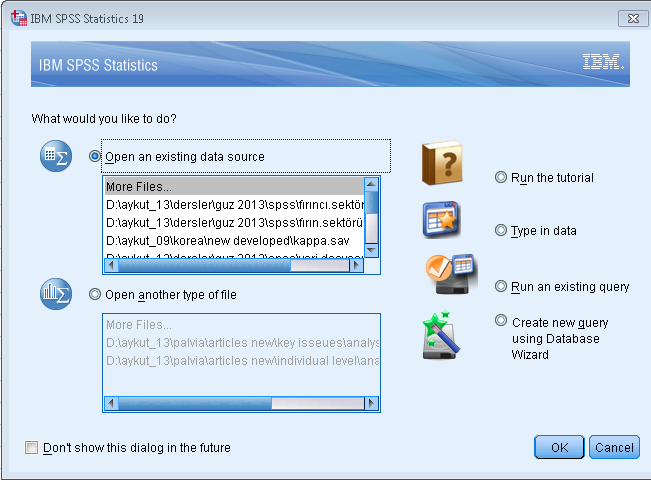 IBM SPSS Statistics 19
IBM SPSS Statistics
IBM.
What would you like to do?
Open an existing data source
More Files...
D:\aykut_13\dersler\guz 2013\spss\fırıncı.sektör
D:\aykut_13\dersler\guz 2013\spss\fırın.sektörü
D:\aykut_09\korea\new developed\kappa.sav
D:\aykut_13\dersler\guz 2013\spss\
Open another type of file
More Files...
D:\aykut_13\palvia\articles new\key isseues\analys
D:\aykut_13\palvia\articles new\individual level\ana
Run the tutorial
Type in data
Run an existing query
Create new query
using Database
Wizard
Don't show this dialog in the future
OK
Cancel